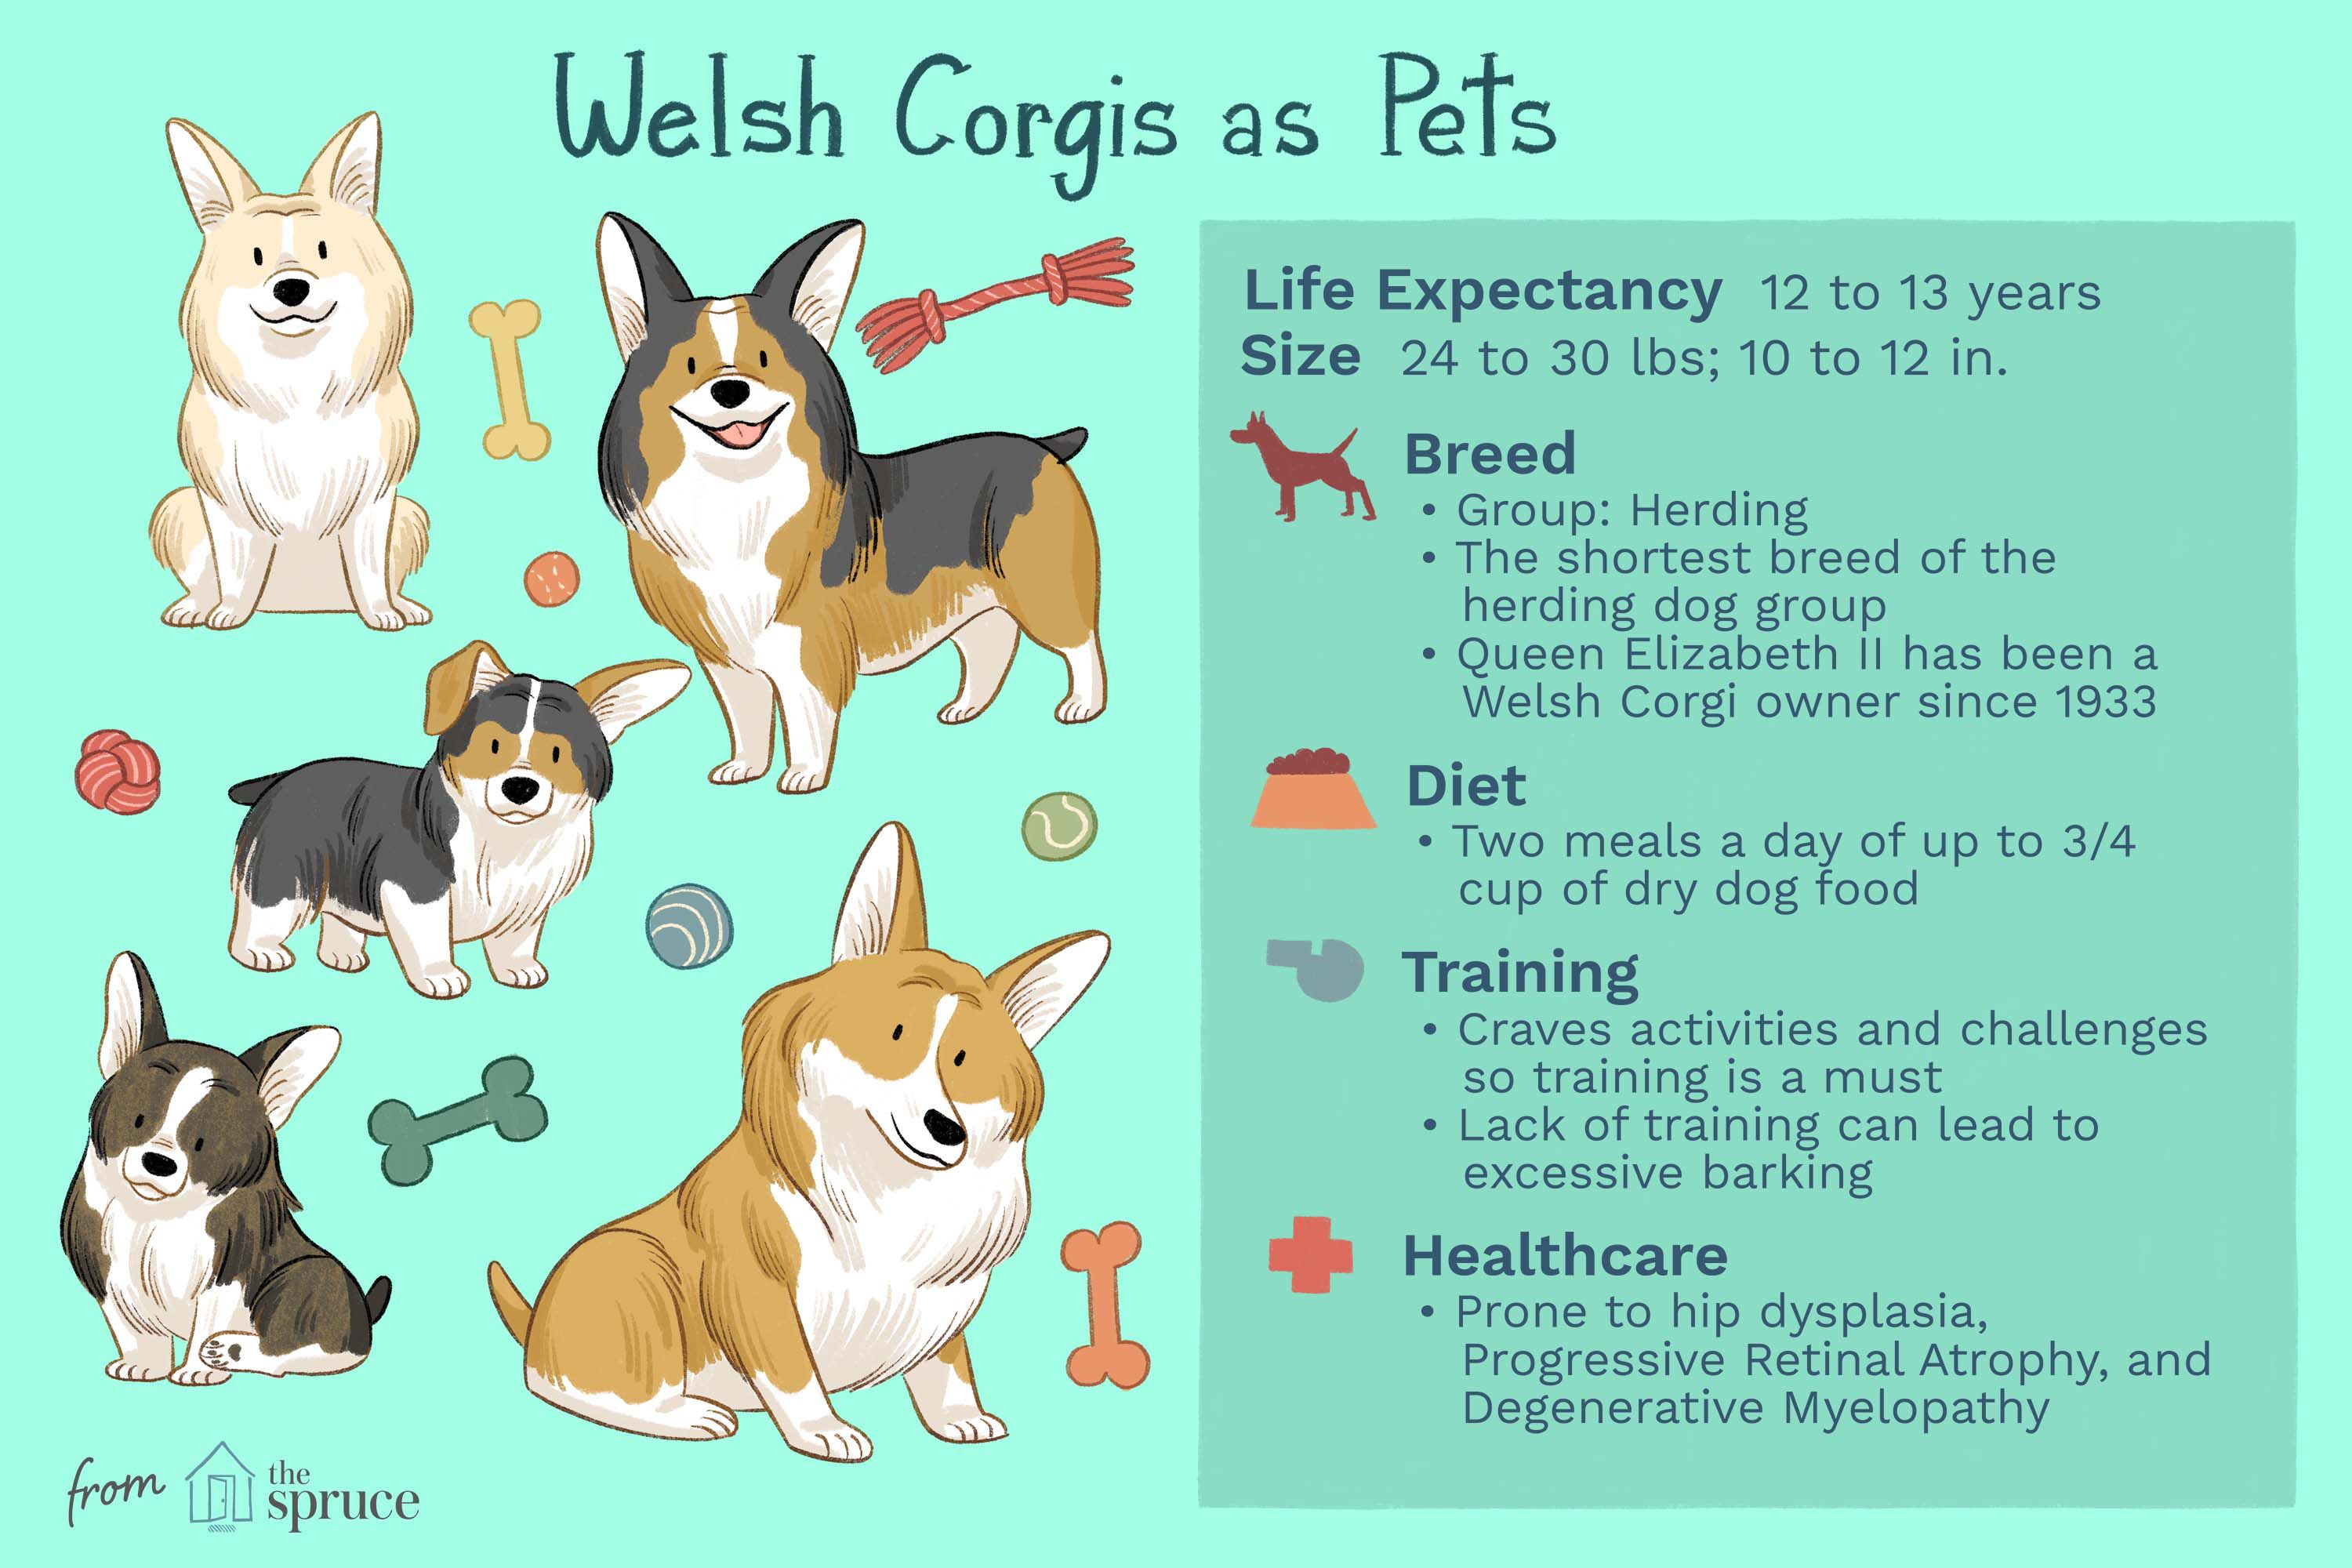 Welsh Corgis as Pets
Life Expectancy 12 to 13 years
Size 24 to 30 lbs; 10 to 12 in.
Breed
• Group: Herding
• The shortest breed of the
herding dog group
• Queen Elizabeth II has been a
Welsh Corgi owner since 1933
Diet
• Two meals a day of up to 3/4
cup of dry dog food
Training
• Craves activities and challenges
so training is a must
• Lack of training can lead to
excessive barking
Healthcare
• Prone to hip dysplasia,
Progressive Retinal Atrophy, and
Degenerative Myelopathy
from the
spruce